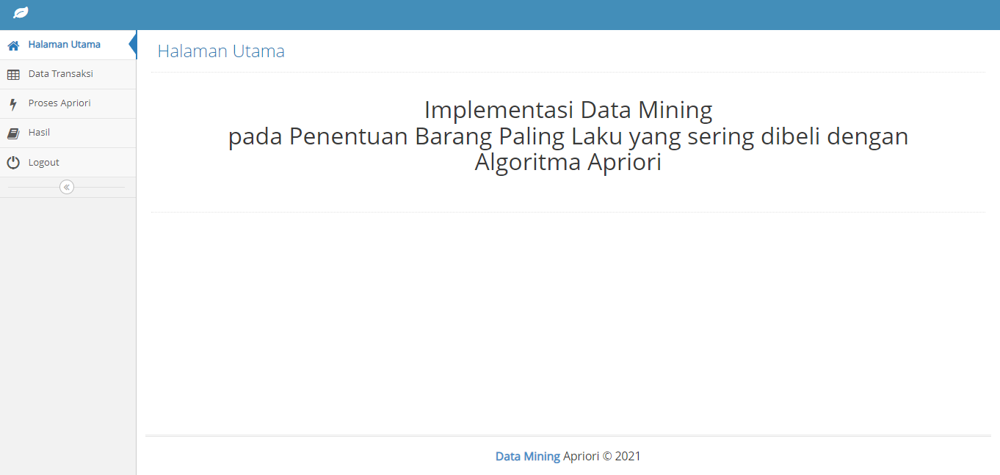 Halaman Utama
Data Transaksi
Proses Apriori
Hasil
Logout
Halaman Utama
Implementasi Data Mining
pada Penentuan Barang Paling Laku yang sering dibeli dengan
Algoritma Apriori
Data Mining Apriori © 2021